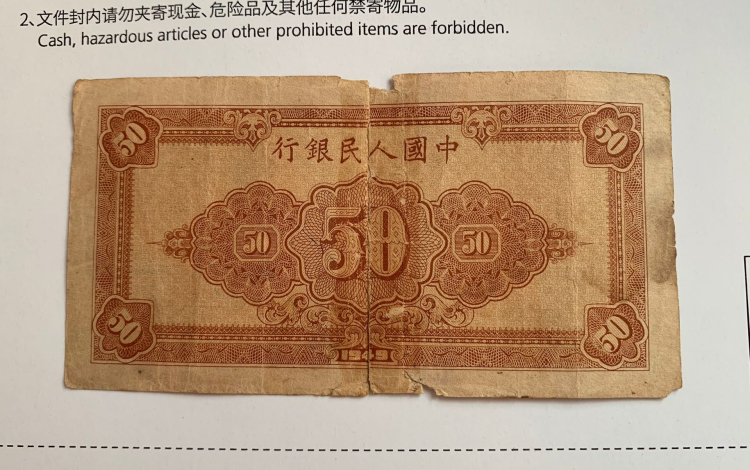 2、文件封内请勿夹寄现金、危险品及其他任何禁寄物品。
Cash, hazardous articles or other prohibited items are forbidden.
50 50
行銀民人國中
50 50 50
50 50
1949